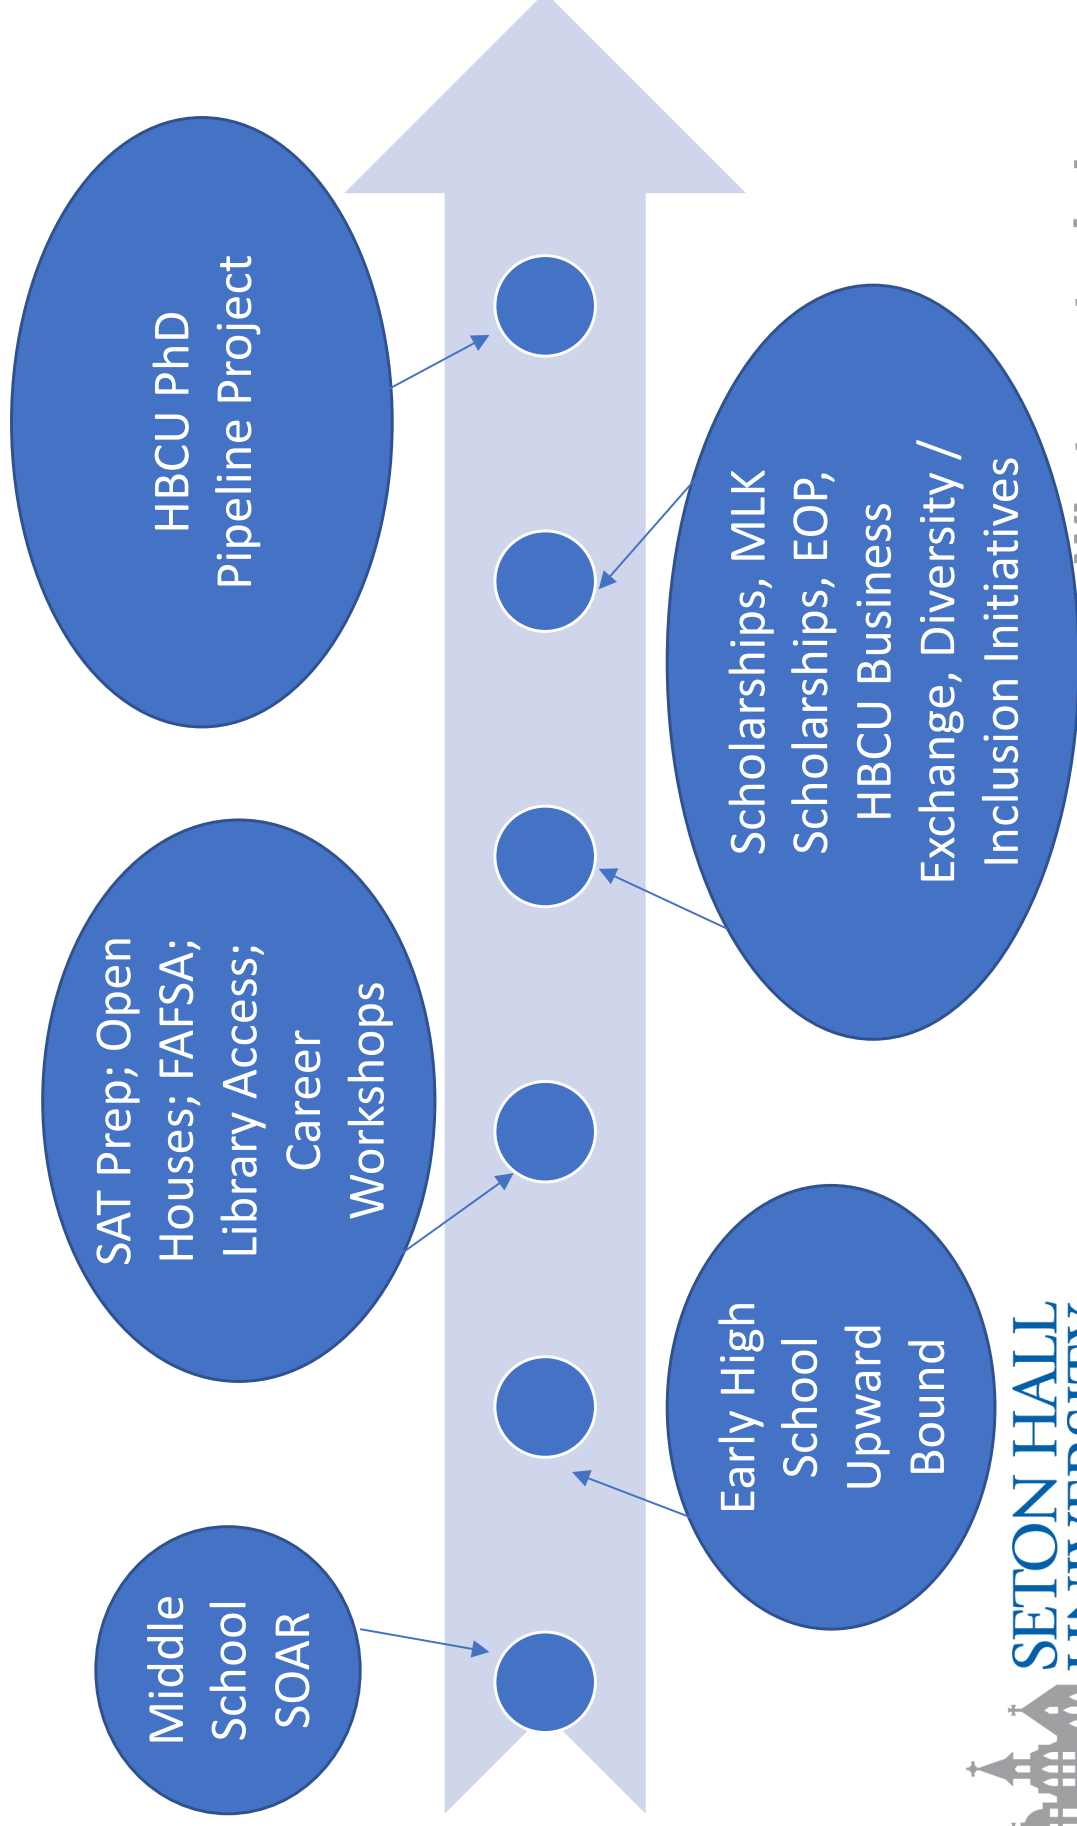 Middle
School
SOAR
Early High
School
Upward
Bound
SAT Prep; Open
Houses; FAFSA;
Library Access;
Career
Workshops
Scholarships, MLK
Scholarships, EOP,
HBCU Business
Exchange, Diversity /
Inclusion Initiatives
HBCU PhD
Pipeline Project
SETON HALL
UNIVERSITY